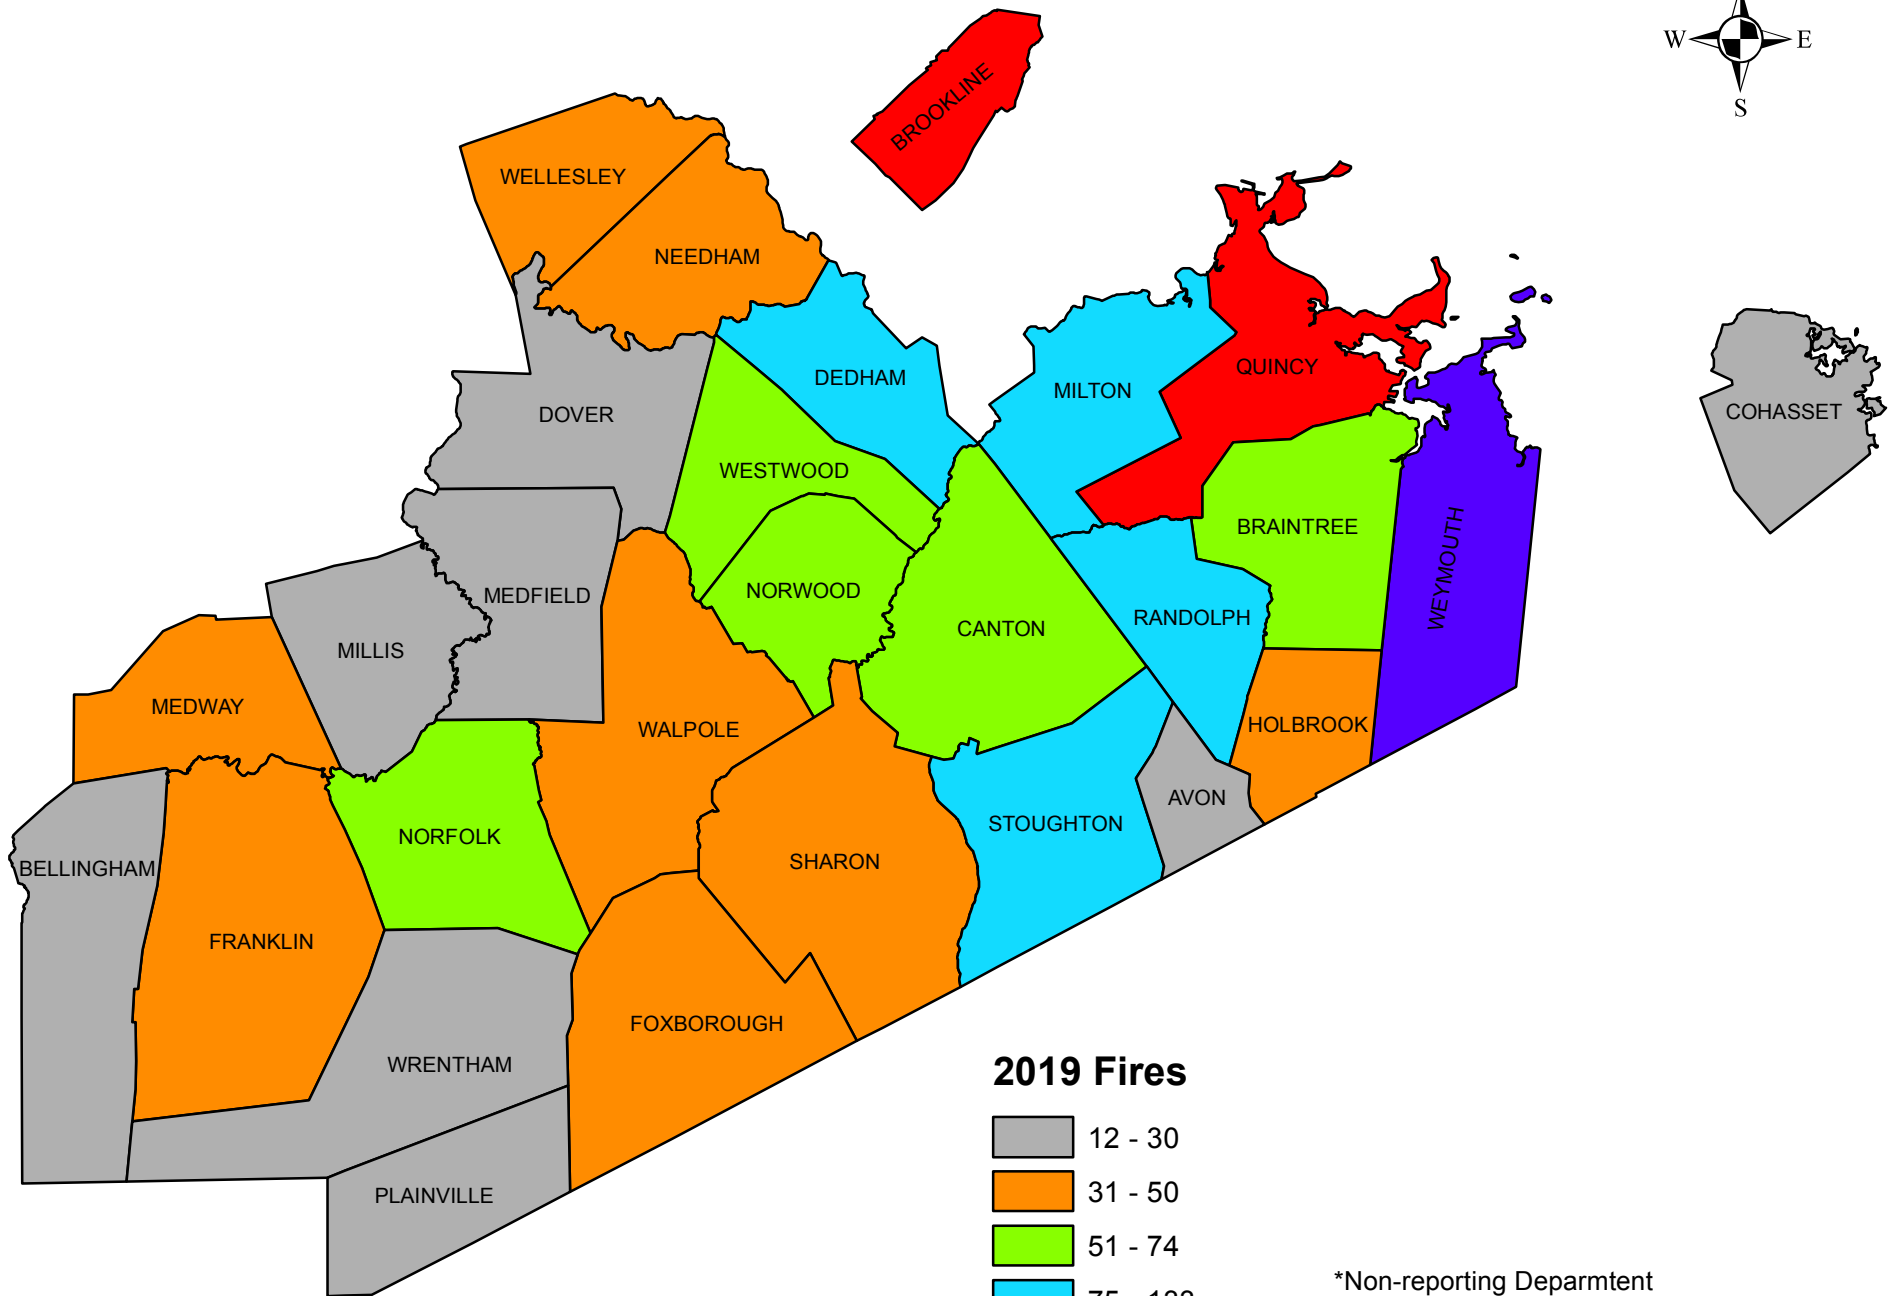 W E
S
BROOKLINE
WELLESLEY
NEEDHAM
DEDHAM
MILTON
QUINCY
COHASSET
DOVER
WESTWOOD
BRAINTREE
WEYMOUTH
MEDFIELD
NORWOOD
CANTON
RANDOLPH
MILLIS
MEDWAY
WALPOLE
HOLBROOK
AVON
STOUGHTON
NORFOLK
SHARON
BELLINGHAM
FRANKLIN
FOXBOROUGH
WRENTHAM
PLAINVILLE
2019 Fires
12 - 30
31 - 50
51 - 74
*Non-reporting Deparmtent